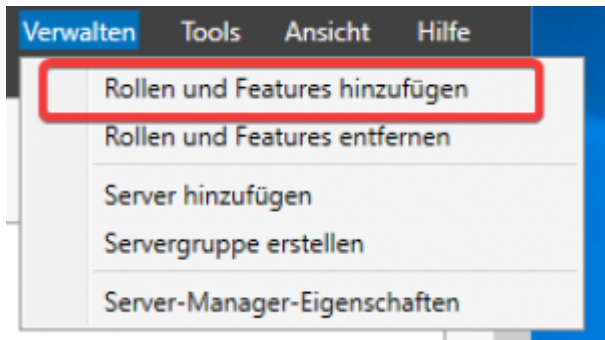 Verwalten Tools Ansicht Hilfe
Rollen und Features hinzufügen
Rollen und Features entfernen
Server hinzufügen
Servergruppe erstellen
Server-Manager-Eigenschaften